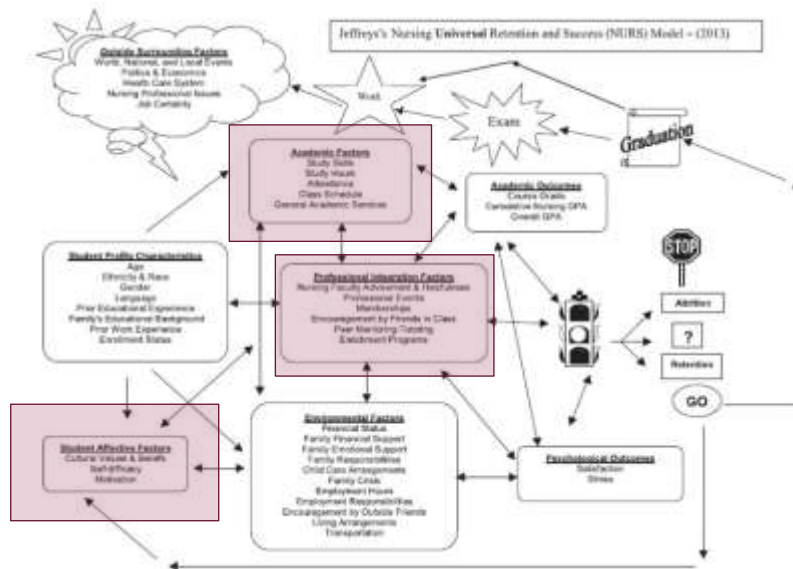 Jeffreys's Nursing Universal Retention and Success (NURS) Model – (2013)
Outside Surrounding Factors
World, National, and Local Events
Politics & Economics
Health Care System
Nursing Professional Issues
Job Certainty
Work
Exam
Graduation
Academic Factors
Study Skills
Study Hours
Attendance
Class Schedule
General Academic Services
Academic Outcomes
Course Grade
Cumulative Nursing GPA
Overall GPA
Student Profile Characteristics
Age
Ethnicity & Race
Gender
Language
Prior Educational Experience
Family's Educational Background
Prior Work Experience
Enrollment Status
Professional Integration Factors
Nursing Faculty Advisement & Helpfulness
Professional Events
Memberships
Encouragement by Friends in Class
Peer Mentoring Tutoring
Enrichment Programs
STOP
Attrition
?
Retention
GO
Student Affective Factors
Cultural Values & Beliefs
Self-efficacy
Motivation
Environmental Factors
Financial Status
Family Financial Support
Family Emotional Support
Family Responsibilities
Child Care Arrangements
Family Crisis
Employment Hours
Employment Responsibilities
Encouragement by Outside Friends
Living Arrangements
Transportation
Psychological Outcomes
Satisfaction
Stress